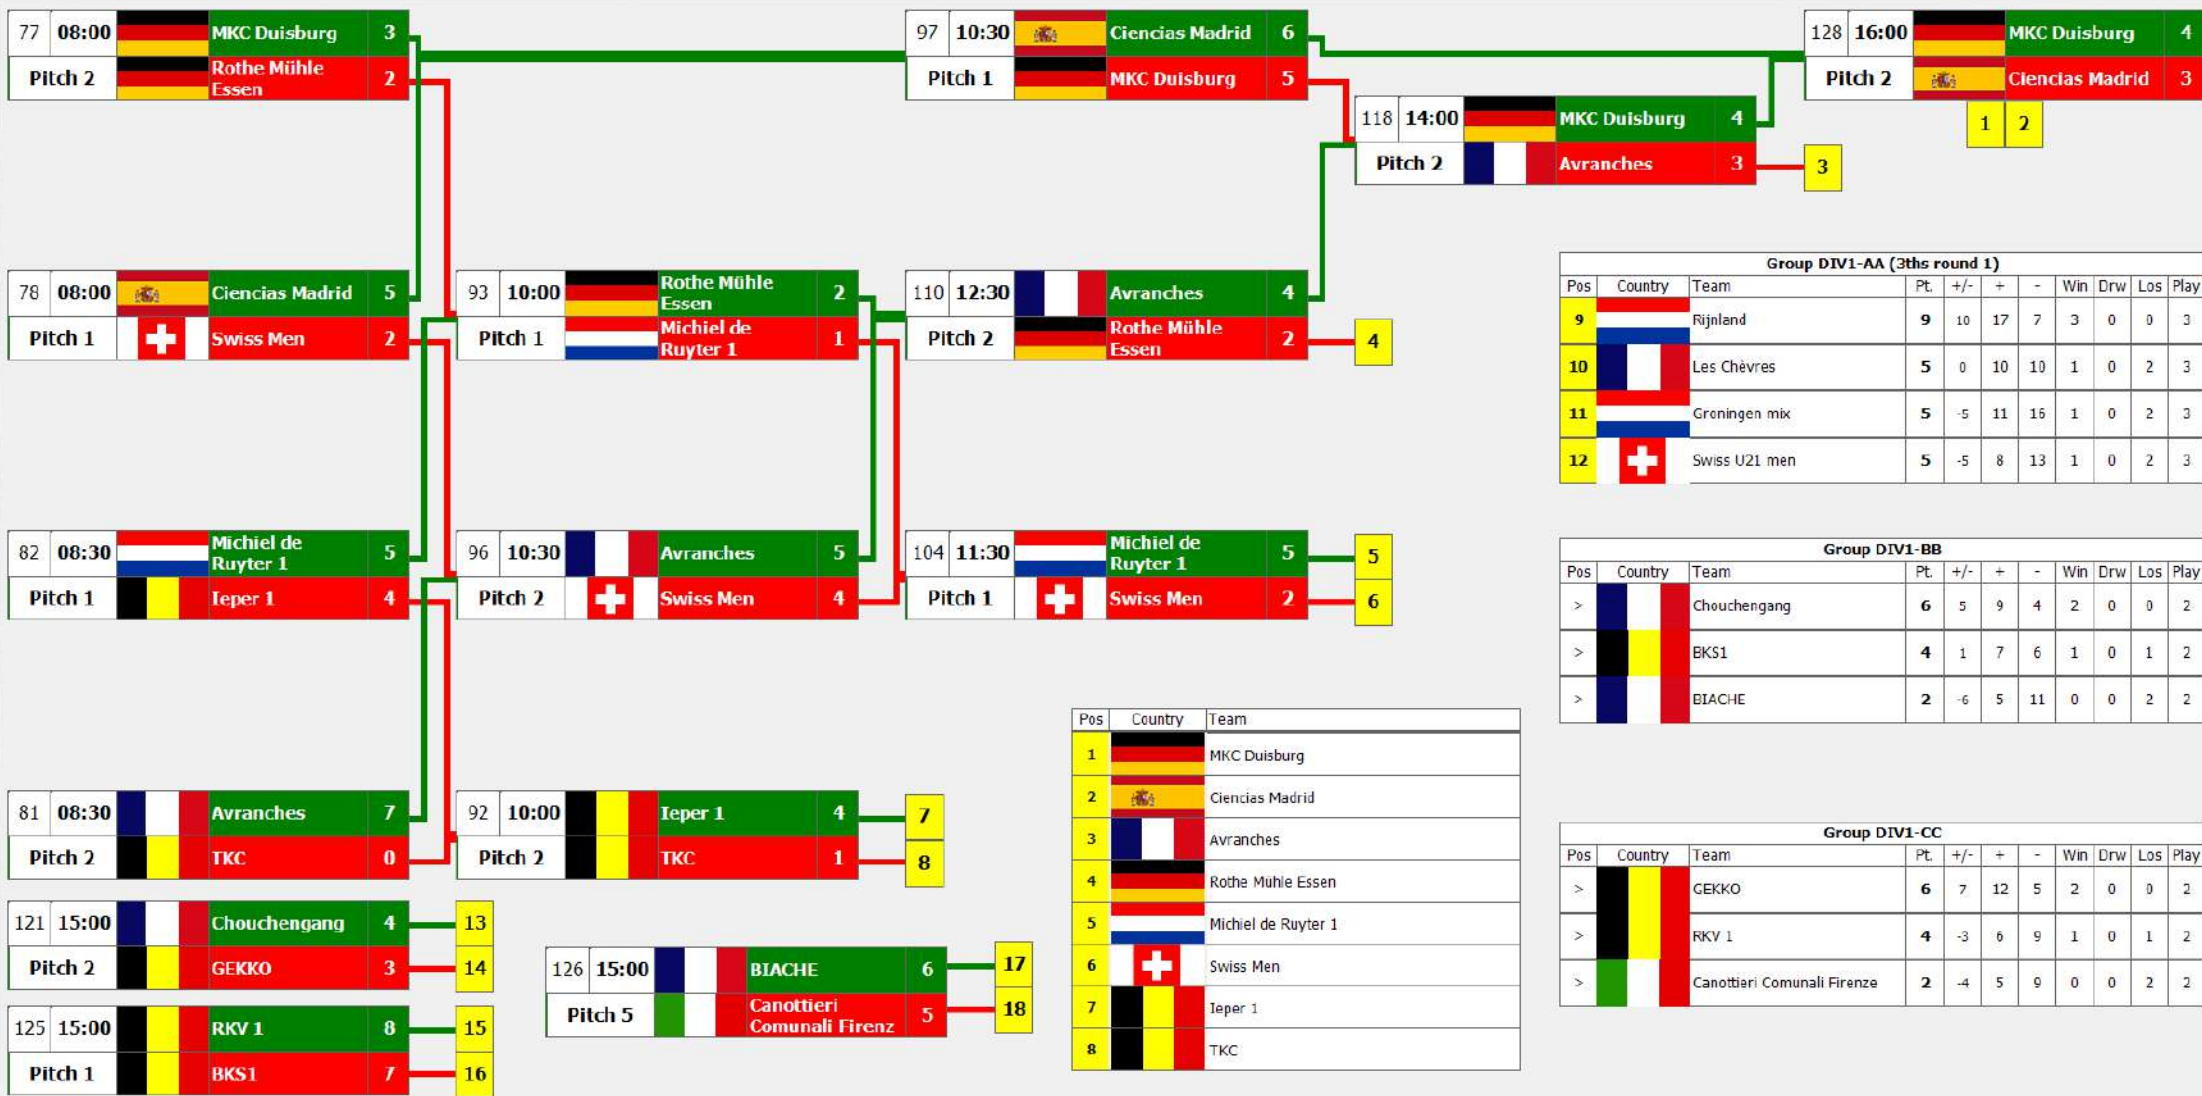 77 08:00 MKC Duisburg 3
Pitch 2 Rothe Mühle Essen 2
97 10:30 Ciencias Madrid 6
Pitch 1 MKC Duisburg 5
128 16:00 MKC Duisburg 4
Pitch 2 Ciencias Madrid 3
1 2
118 14:00 MKC Duisburg 4
Pitch 2 Avranches 3
3
78 08:00 Ciencias Madrid 5
Pitch 1 Swiss Men 2
93 10:00 Rothe Mühle Essen 2
Pitch 1 Michiel de Ruyter 1 1
110 12:30 Avranches 4
Pitch 2 Rothe Mühle Essen 2
4
82 08:30 Michiel de Ruyter 1 5
Pitch 1 Ieper 1 4
96 10:30 Avranches 5
Pitch 2 Swiss Men 4
104 11:30 Michiel de Ruyter 1 5
Pitch 1 Swiss Men 2
5
6
81 08:30 Avranches 7
Pitch 2 TKC 0
92 10:00 Ieper 1 4
Pitch 2 TKC 1
7
8
121 15:00 Chouchengang 4
Pitch 2 GEKKO 3
13
14
125 15:00 RKV 1 8
Pitch 1 BKS1 7
15
16
126 15:00 BIACHE 6
Pitch 5 Canottieri Comunali Firenz 5
17
18
Pos Country Team
1 MKC Duisburg
2 Ciencias Madrid
3 Avranches
4 Rothe Mühle Essen
5 Michiel de Ruyter 1
6 Swiss Men
7 Ieper 1
8 TKC
Group DIV1-AA (3ths round 1)
Pos Country Team Pt. +/- + - Win Drw Los Play
9 Rijnland 9 10 17 7 3 0 0 3
10 Les Chèvres 5 0 10 10 1 0 2 3
11 Groningen mix 5 -5 11 16 1 0 2 3
12 Swiss U21 men 5 -5 8 13 1 0 2 3
Group DIV1-BB
Pos Country Team Pt. +/- + - Win Drw Los Play
> Chouchengang 6 5 9 4 2 0 0 2
> BKS1 4 1 7 6 1 0 1 2
> BIACHE 2 -6 5 11 0 0 2 2
Group DIV1-CC
Pos Country Team Pt. +/- + - Win Drw Los Play
> GEKKO 6 7 12 5 2 0 0 2
> RKV 1 4 -3 6 9 1 0 1 2
> Canottieri Comunali Firenze 2 -4 5 9 0 0 2 2